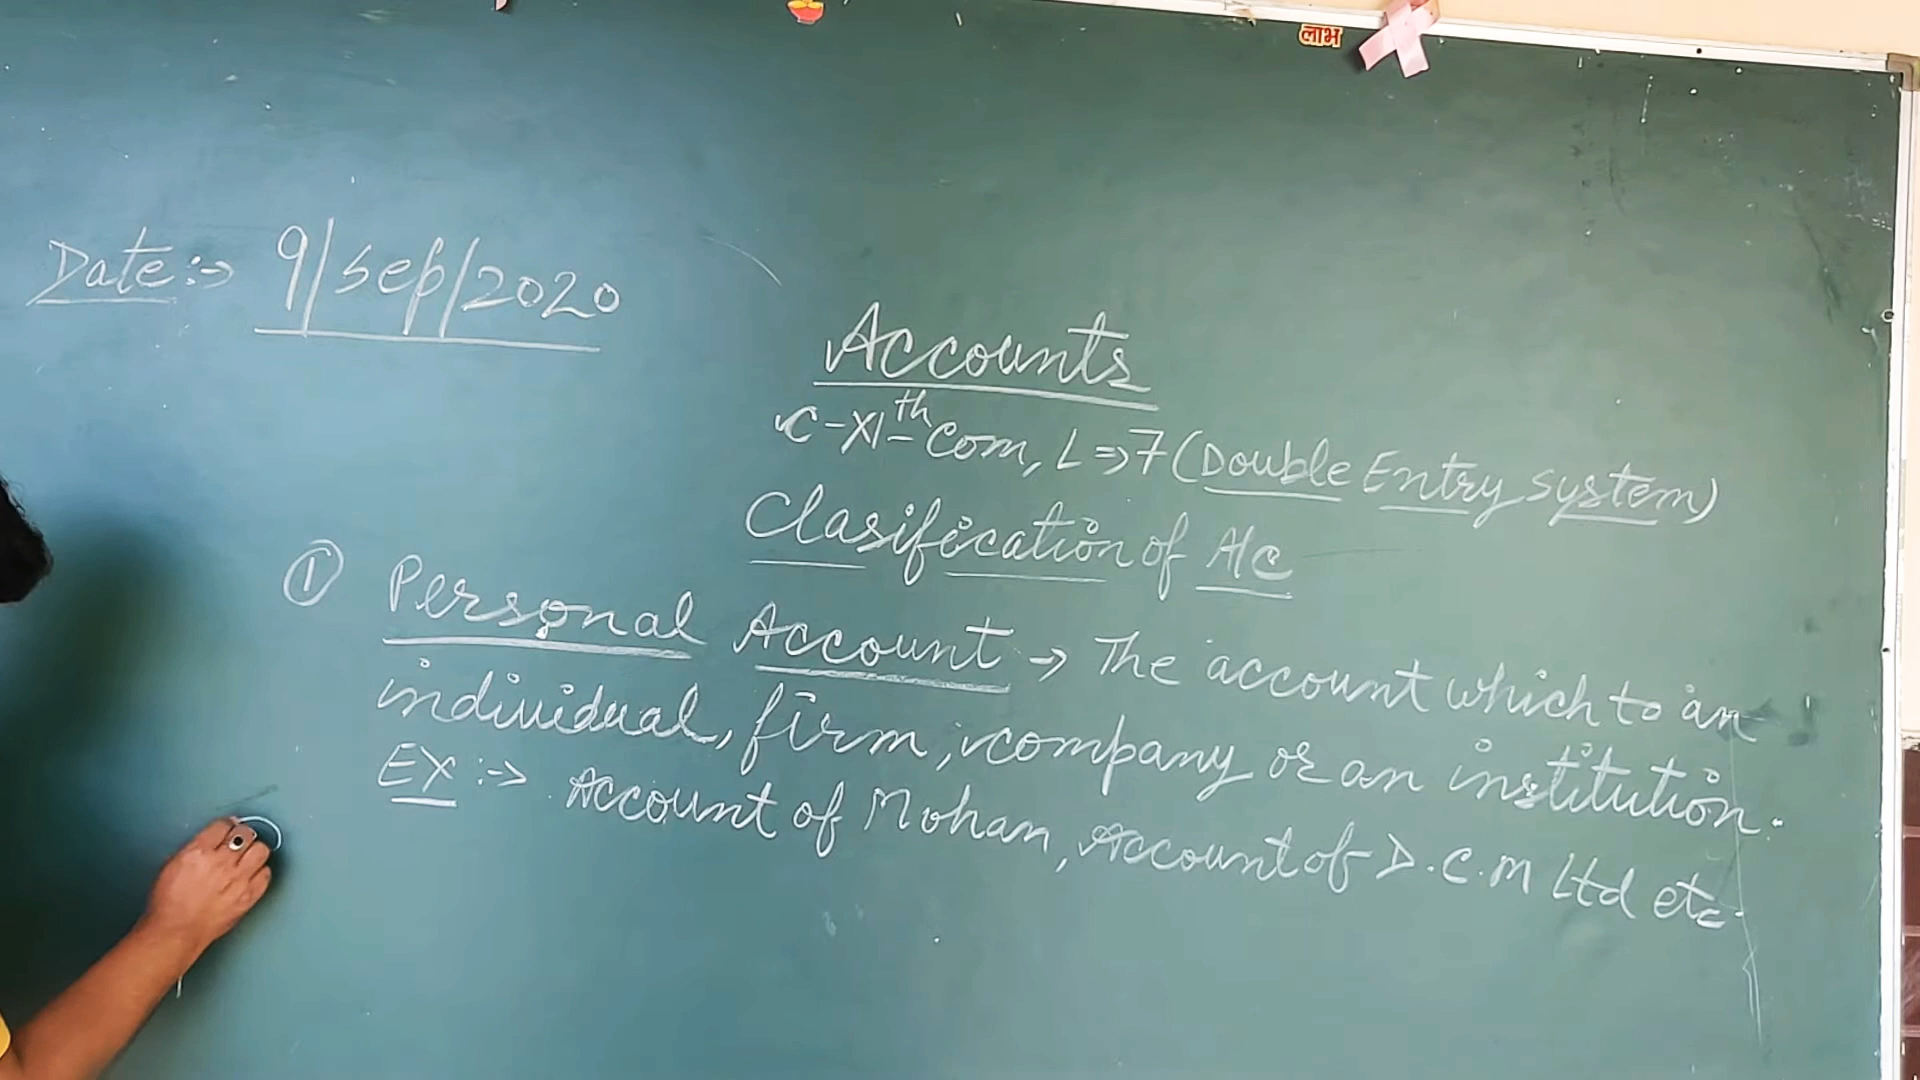 लाभ
Date :→ 9/Sep/2020
Accounts
C-XIth Com, L⇒7 (Double Entry System)
Clasification of A/c
① Personal Account → The account which to an
individual, firm, company or an institution.
EX :→ Account of Mohan, Account of D.C.M Ltd etc.